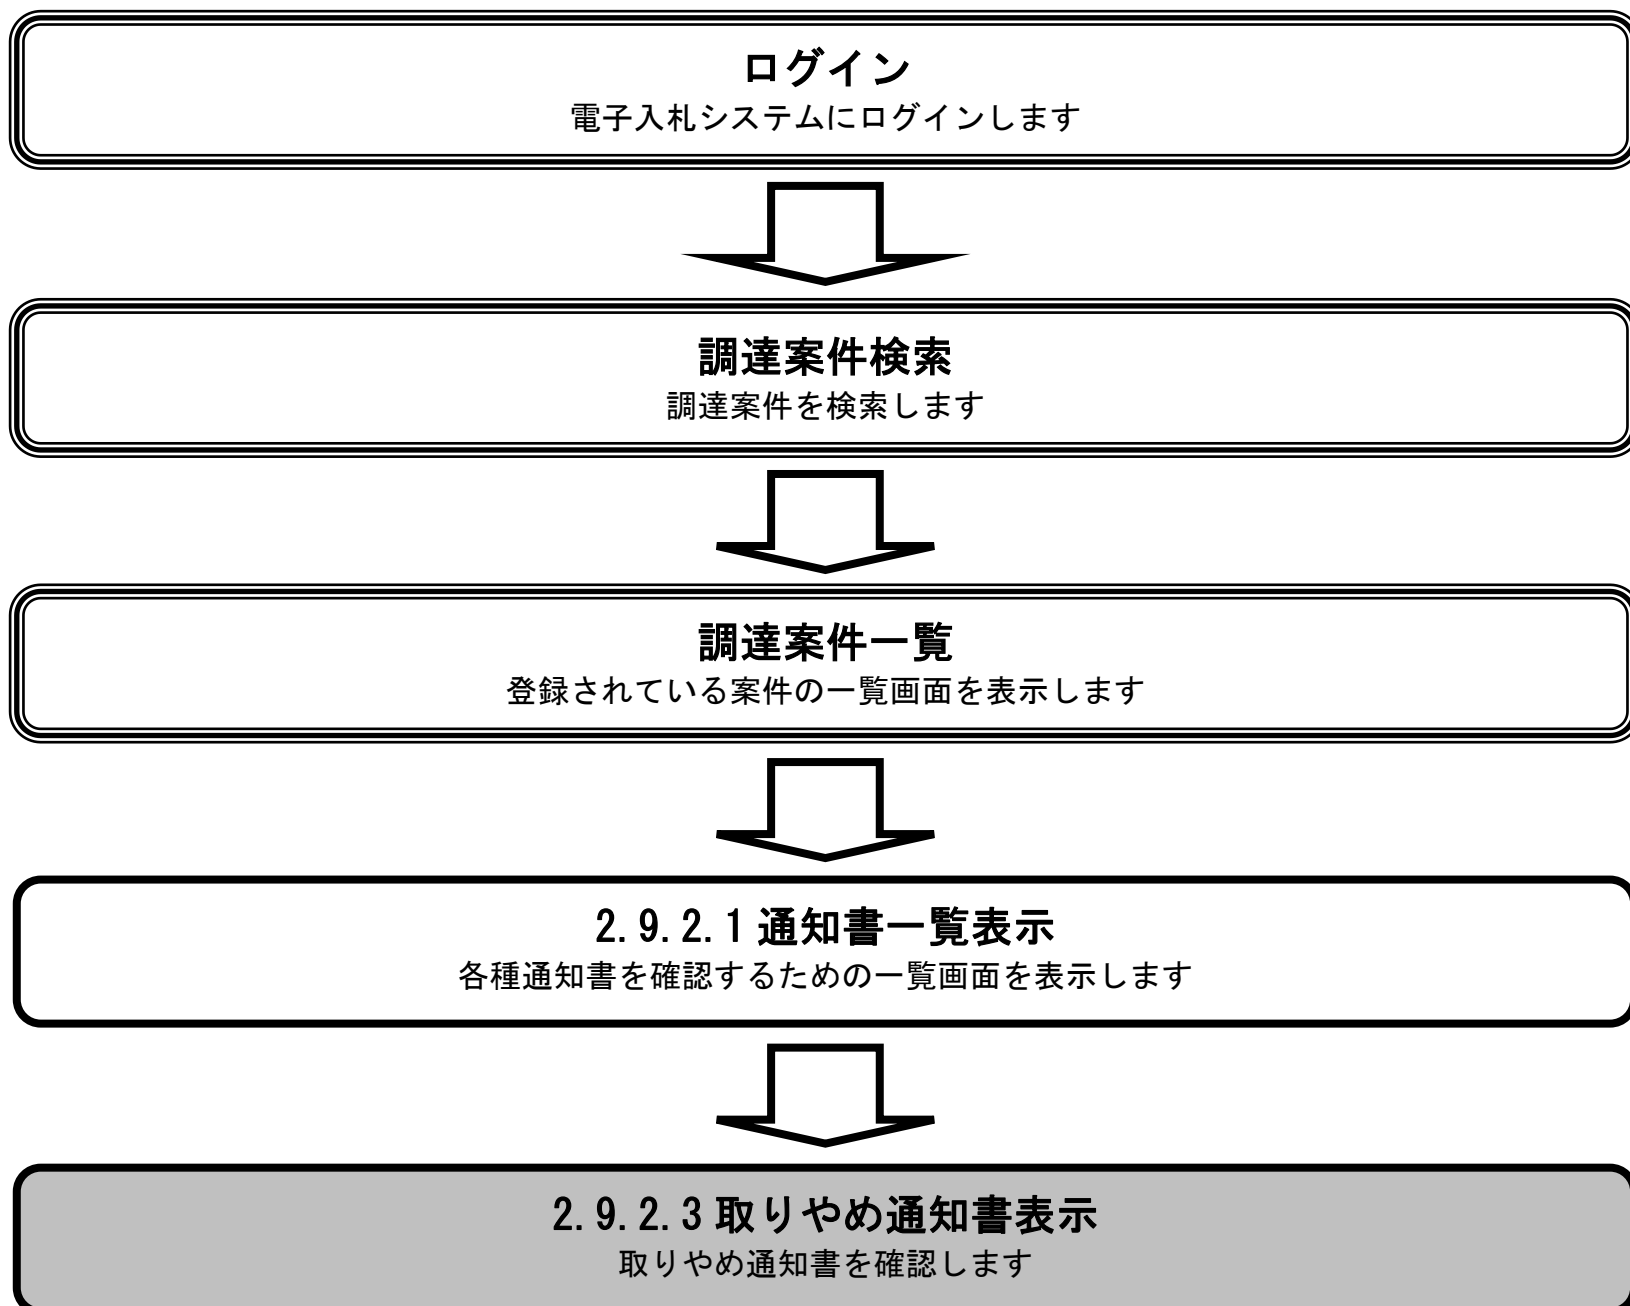 ログイン
電子入札システムにログインします
調達案件検索
調達案件を検索します
調達案件一覧
登録されている案件の一覧画面を表示します
2.9.2.1 通知書一覧表示
各種通知書を確認するための一覧画面を表示します
2.9.2.3 取りやめ通知書表示
取りやめ通知書を確認します